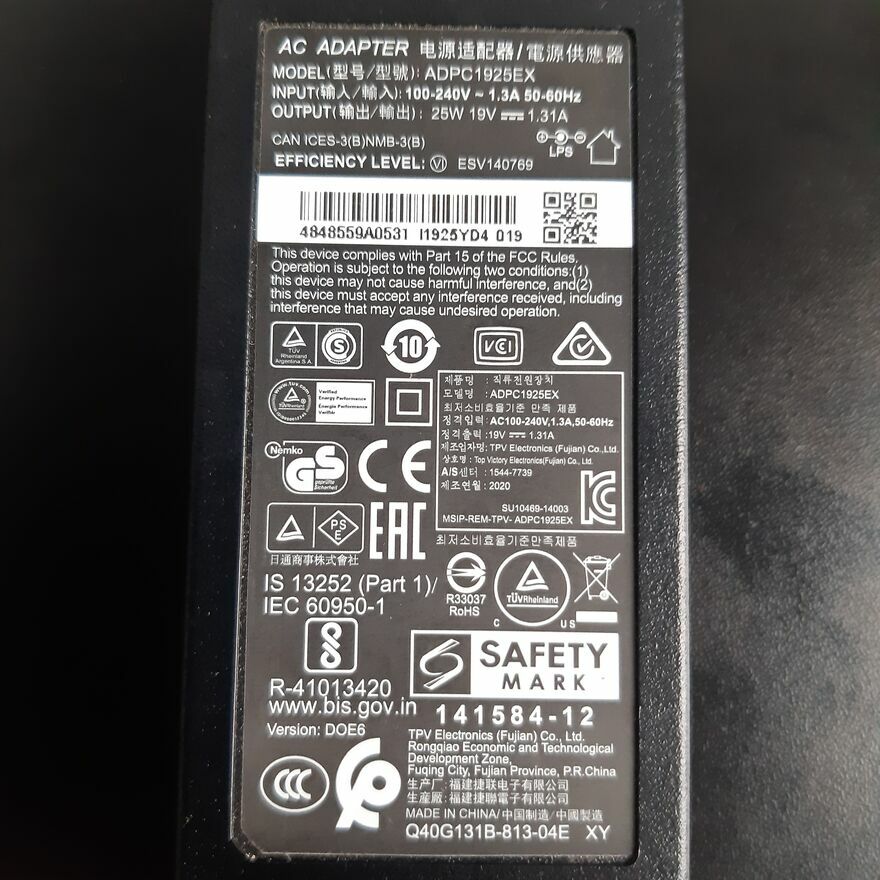 AC ADAPTER 电源适配器/電源供應器
MODEL(型号/型號): ADPC1925EX
INPUT(输入/輸入): 100-240V ~ 1.3A 50-60Hz
OUTPUT(输出/輸出): 25W 19V ⎓ 1.31A
LPS
CAN ICES-3(B)NMB-3(B)
EFFICIENCY LEVEL: VI ESV140769
4848559A0531 I1925YD4 019
This device complies with Part 15 of the FCC Rules.
Operation is subject to the following two conditions:(1)
this device may not cause harmful interference, and(2)
this device must accept any interference received, including
interference that may cause undesired operation.
TÜV
Rheinland
Argentina S.A.
S
10
VCI
www.tuv.com
TÜVRheinland
Verified
Energy Performance
Energie Performance
Verifié
제품명 : 직류전원장치
모델명 : ADPC1925EX
최저소비효율기준 만족 제품
정격입력 : AC100-240V,1.3A,50-60Hz
정격출력 :19V ⎓ 1.31A
제조업자명: TPV Electronics (Fujian) Co.,Ltd.
상호명 : Top Victory Electronics(Fujian) Co., Ltd.
A/S센터 : 1544-7739
제조연월 : 2020
SU10469-14003
MSIP-REM-TPV- ADPC1925EX
최저소비효율기준만족제품
Nemko
GS
geprüfte
Sicherheit
CE
PS
E
日通商事株式會社
EAC
IS 13252 (Part 1)/
IEC 60950-1
R33037
RoHS
TÜVRheinland
C US
R-41013420
www.bis.gov.in
SAFETY
MARK
141584-12
Version: DOE6
CCC
TPV Electronics (Fujian) Co., Ltd.
Rongqiao Economic and Technological
Development Zone,
Fuqing City, Fujian Province, P.R.China
生产厂: 福建捷联电子有限公司
生產廠: 福建捷聯電子有限公司
MADE IN CHINA/中国制造/中國製造
Q40G131B-813-04E XY